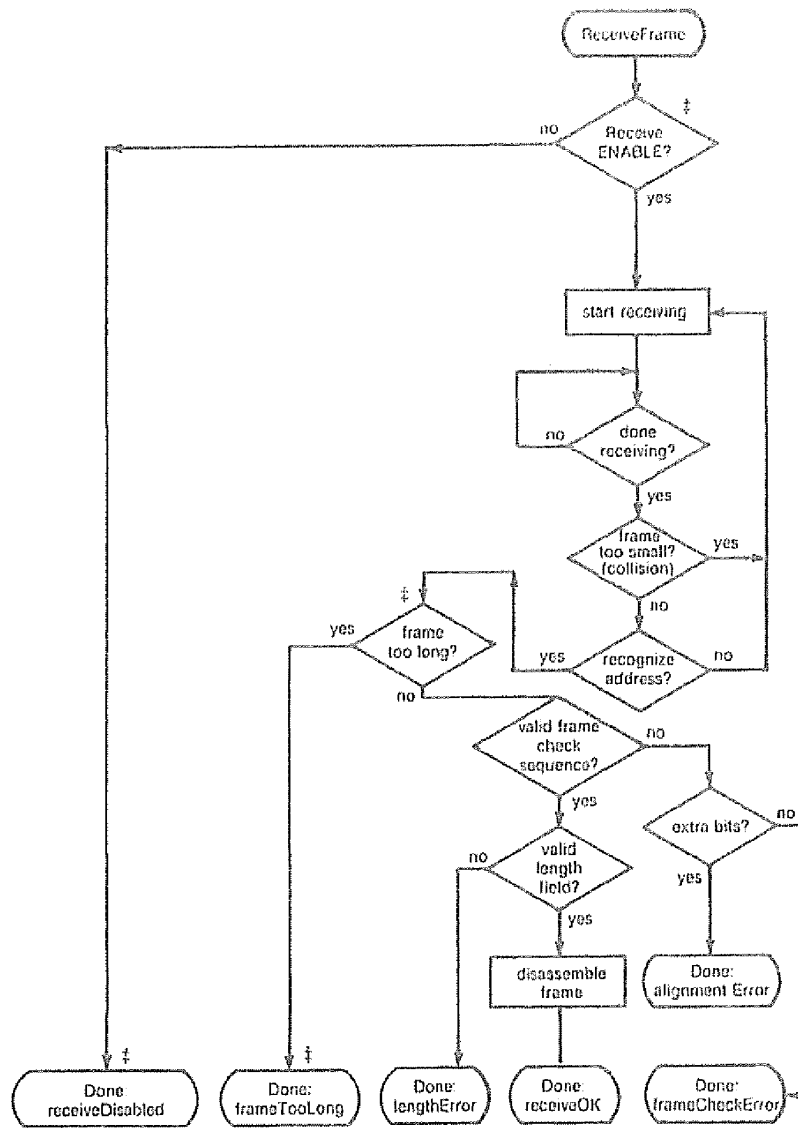 ReceiveFrame
‡
Receive
ENABLE?
no
yes
start receiving
done
receiving?
no
yes
frame
too small?
(collision)
yes
no
‡
frame
too long?
yes
no
recognize
address?
yes
no
valid frame
check
sequence?
no
yes
extra bits?
no
yes
valid
length
field?
no
yes
disassemble
frame
Done:
alignment Error
‡
Done:
receiveDisabled
‡
Done:
frameTooLong
Done:
lengthError
Done:
receiveOK
Done:
frameCheckError